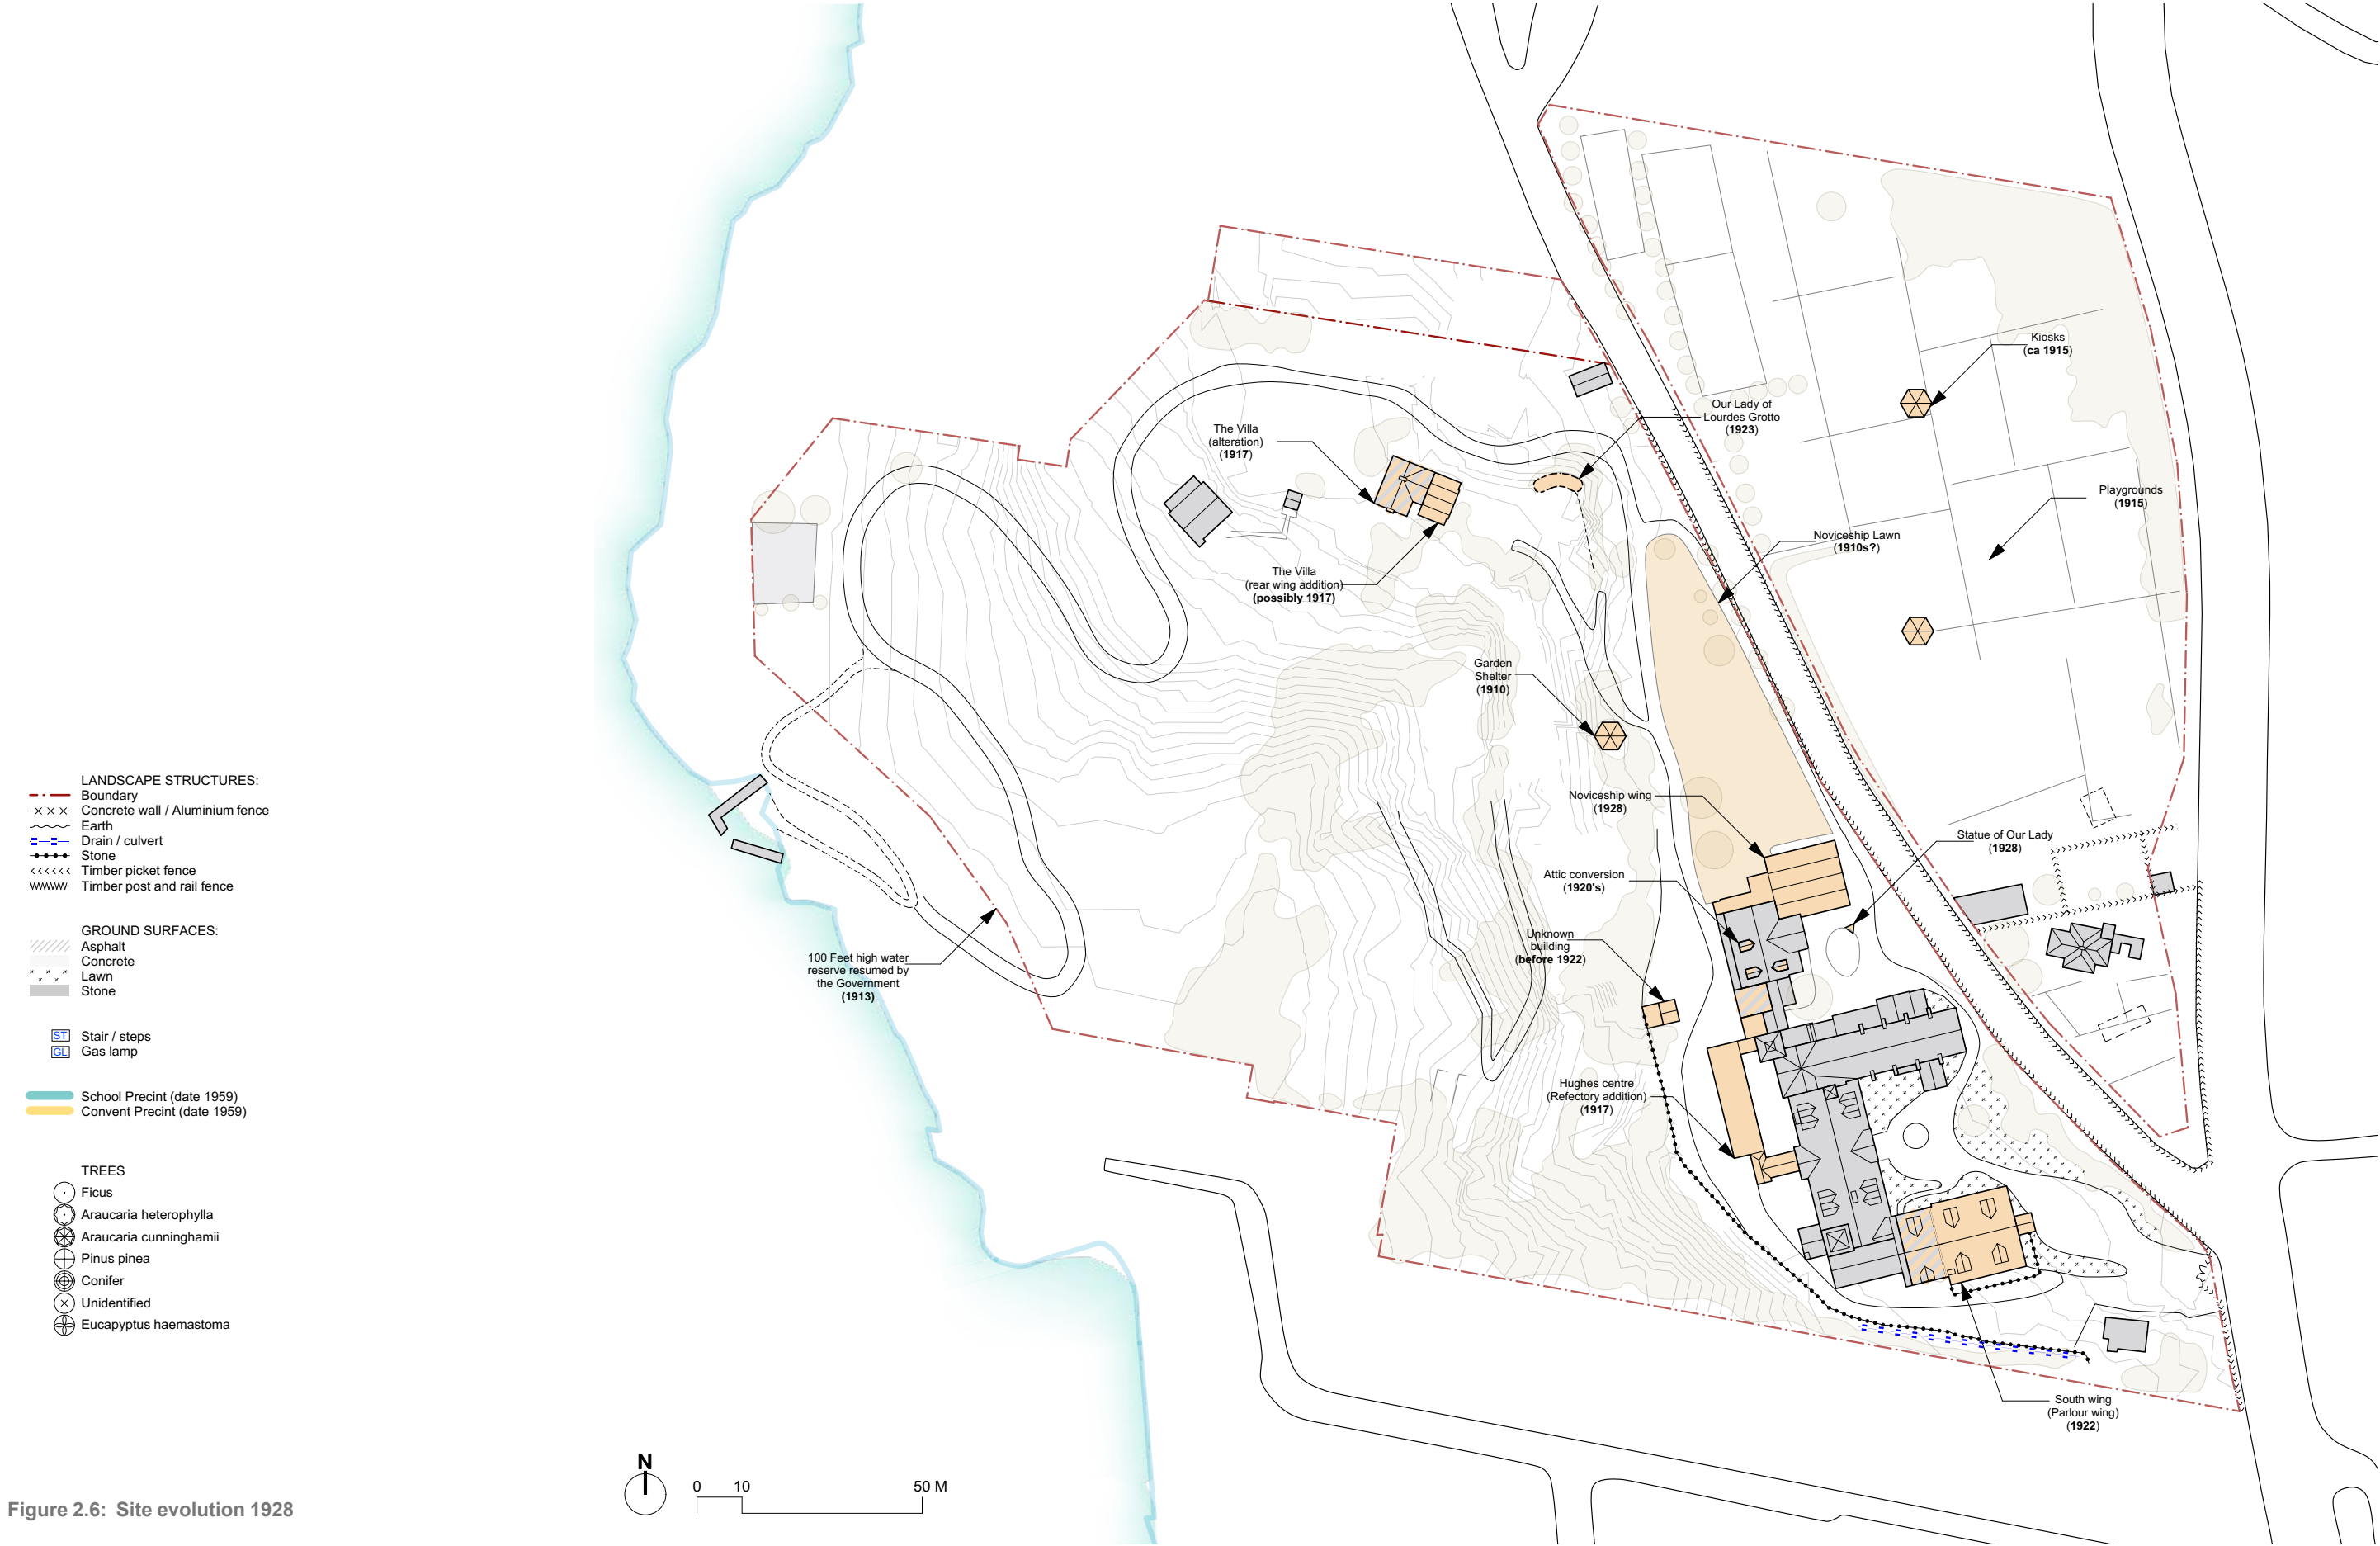 Kiosks
(ca 1915)
Our Lady of
Lourdes Grotto
(1923)
The Villa
(alteration)
(1917)
Playgrounds
(1915)
Noviceship Lawn
(1910s?)
The Villa
(rear wing addition)
(possibly 1917)
Garden
Shelter
(1910)
Noviceship wing
(1928)
Statue of Our Lady
(1928)
Attic conversion
(1920's)
Unknown
building
(before 1922)
100 Feet high water
reserve resumed by
the Government
(1913)
Hughes centre
(Refectory addition)
(1917)
South wing
(Parlour wing)
(1922)
LANDSCAPE STRUCTURES:
Boundary
Concrete wall / Aluminium fence
Earth
Drain / culvert
Stone
Timber picket fence
Timber post and rail fence
GROUND SURFACES:
Asphalt
Concrete
Lawn
Stone
ST Stair / steps
GL Gas lamp
School Precint (date 1959)
Convent Precint (date 1959)
TREES
Ficus
Araucaria heterophylla
Araucaria cunninghamii
Pinus pinea
Conifer
Unidentified
Eucapyptus haemastoma
N
0 10 50 M
Figure 2.6: Site evolution 1928